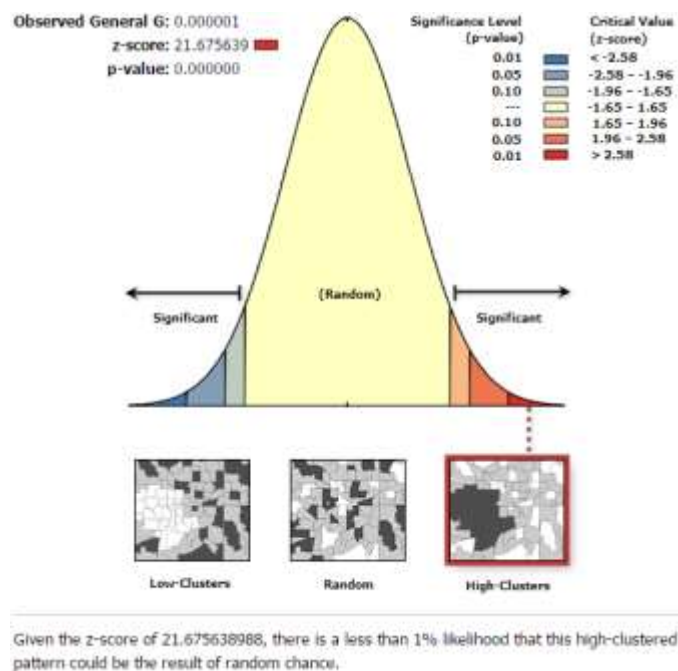 Observed General G: 0.000001
z-score: 21.675639
p-value: 0.000000
Significance Level
(p-value)
Critical Value
(z-score)
0.01 < -2.58
0.05 -2.58 - -1.96
0.10 -1.96 - -1.65
--- -1.65 - 1.65
0.10 1.65 - 1.96
0.05 1.96 - 2.58
0.01 > 2.58
(Random)
Significant
Significant
Low-Clusters
Random
High-Clusters
Given the z-score of 21.675638988, there is a less than 1% likelihood that this high-clustered
pattern could be the result of random chance.